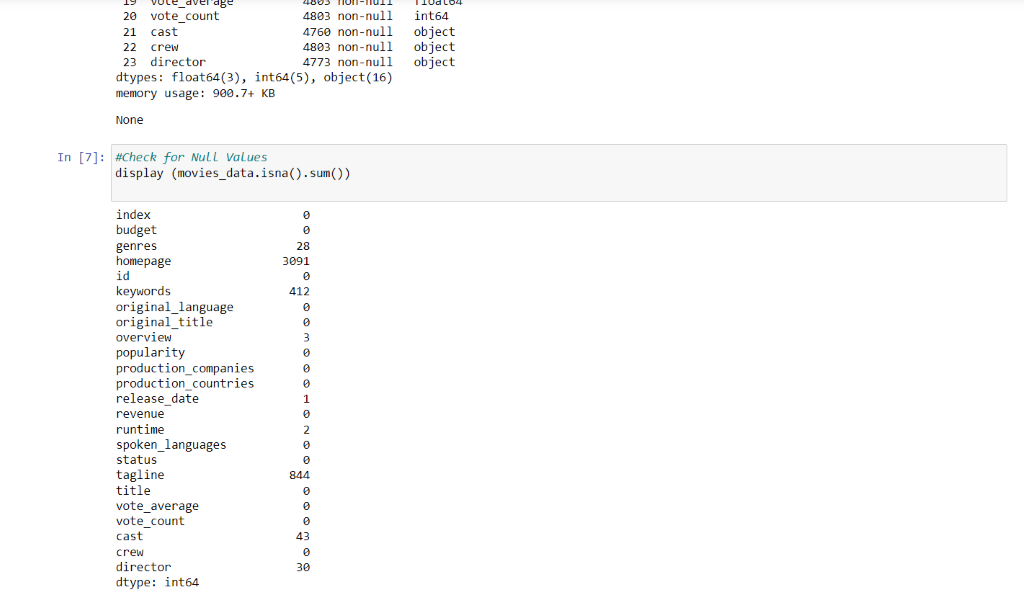 19 vote_average 4803 non-null float64
20 vote_count 4803 non-null int64
21 cast 4760 non-null object
22 crew 4803 non-null object
23 director 4773 non-null object
dtypes: float64(3), int64(5), object(16)
memory usage: 900.7+ KB
None
In [7]: #Check for Null Values
display (movies_data.isna().sum())
index 0
budget 0
genres 28
homepage 3091
id 0
keywords 412
original_language 0
original_title 0
overview 3
popularity 0
production_companies 0
production_countries 0
release_date 1
revenue 0
runtime 2
spoken_languages 0
status 0
tagline 844
title 0
vote_average 0
vote_count 0
cast 43
crew 0
director 30
dtype: int64